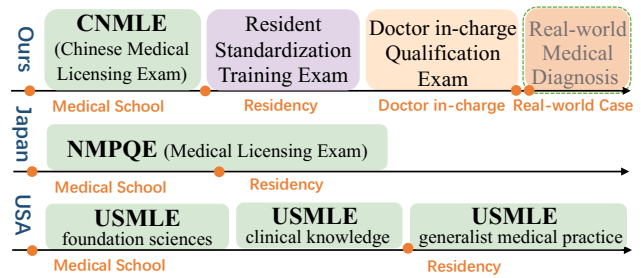 Ours
CNMLE
(Chinese Medical
Licensing Exam)
Resident
Standardization
Training Exam
Doctor in-charge
Qualification
Exam
Real-world
Medical
Diagnosis
Medical School
Residency
Doctor in-charge
Real-world Case
Japan
NMPQE (Medical Licensing Exam)
Medical School
Residency
USA
USMLE
foundation sciences
USMLE
clinical knowledge
USMLE
generalist medical practice
Medical School
Residency